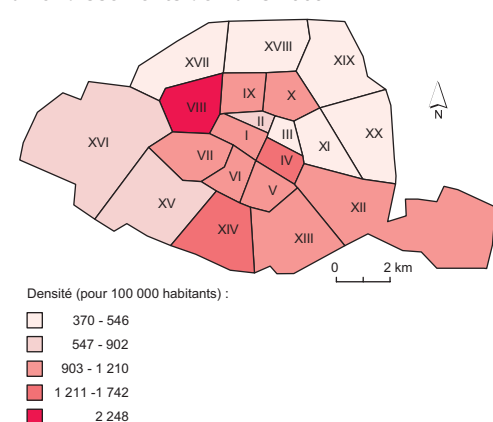 XVII
XVIII
XIX
VIII
IX
X
II
III
XVI
I
XI
XX
VII
IV
VI
V
XV
XII
XIV
XIII
N
0 2 km
Densité (pour 100 000 habitants) :
370 - 546
547 - 902
903 - 1 210
1 211 -1 742
2 248